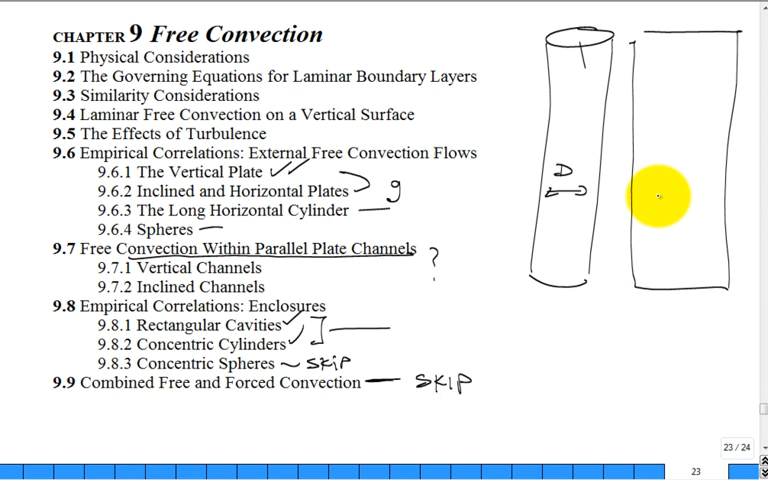 CHAPTER 9 Free Convection
9.1 Physical Considerations
9.2 The Governing Equations for Laminar Boundary Layers
9.3 Similarity Considerations
9.4 Laminar Free Convection on a Vertical Surface
9.5 The Effects of Turbulence
9.6 Empirical Correlations: External Free Convection Flows
9.6.1 The Vertical Plate
9.6.2 Inclined and Horizontal Plates
g
9.6.3 The Long Horizontal Cylinder
9.6.4 Spheres
9.7 Free Convection Within Parallel Plate Channels
?
9.7.1 Vertical Channels
9.7.2 Inclined Channels
9.8 Empirical Correlations: Enclosures
9.8.1 Rectangular Cavities
9.8.2 Concentric Cylinders
9.8.3 Concentric Spheres ~ SKIP
9.9 Combined Free and Forced Convection — SKIP
D
23 / 24
23